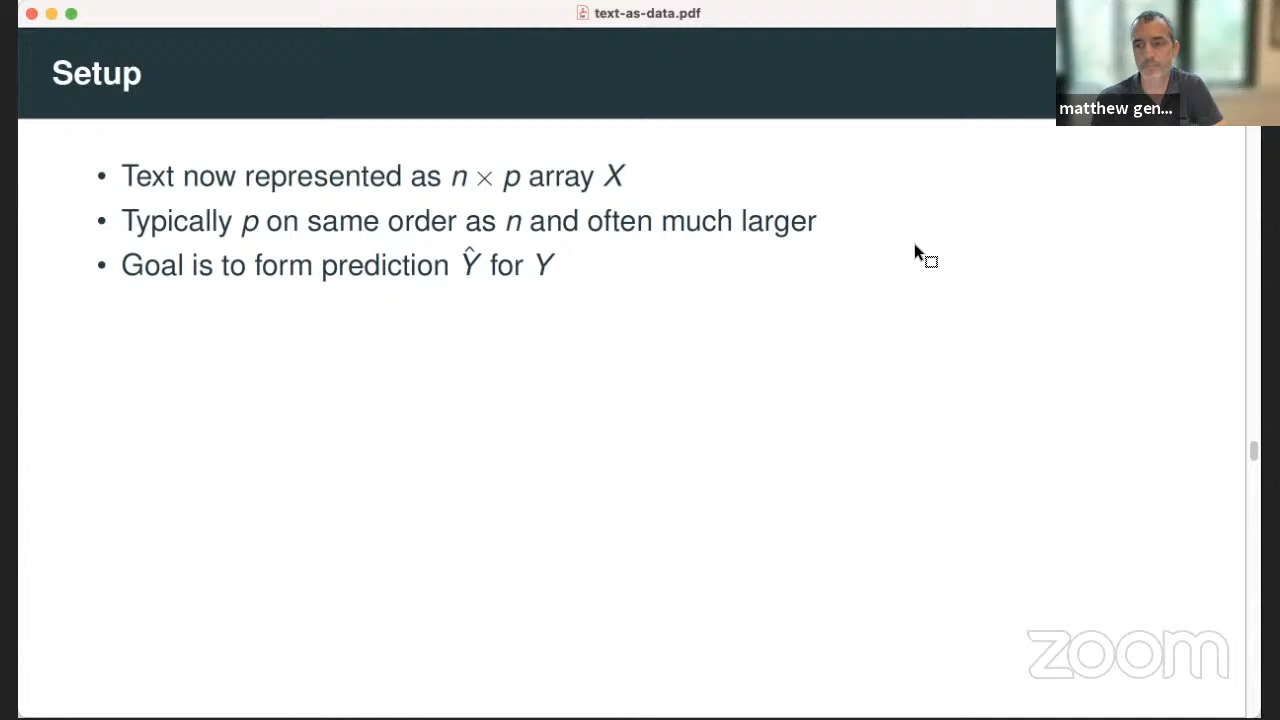 text-as-data.pdf
Setup
matthew gen...
• Text now represented as n × p array X
• Typically p on same order as n and often much larger
• Goal is to form prediction Ŷ for Y
zoom